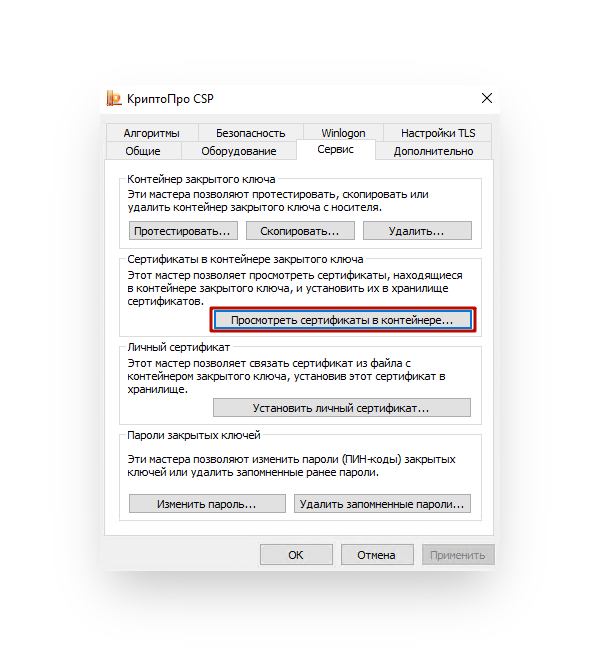 КриптоПро CSP
Алгоритмы Безопасность Winlogon Настройки TLS
Общие Оборудование Сервис Дополнительно
Контейнер закрытого ключа
Эти мастера позволяют протестировать, скопировать или
удалить контейнер закрытого ключа с носителя.
Протестировать... Скопировать... Удалить...
Сертификаты в контейнере закрытого ключа
Этот мастер позволяет просмотреть сертификаты, находящиеся
в контейнере закрытого ключа, и установить их в хранилище
сертификатов.
Просмотреть сертификаты в контейнере...
Личный сертификат
Этот мастер позволяет связать сертификат из файла с
контейнером закрытого ключа, установив этот сертификат в
хранилище.
Установить личный сертификат...
Пароли закрытых ключей
Эти мастера позволяют изменить пароли (ПИН-коды) закрытых
ключей или удалить запомненные ранее пароли.
Изменить пароль... Удалить запомненные пароли...
ОК Отмена Применить